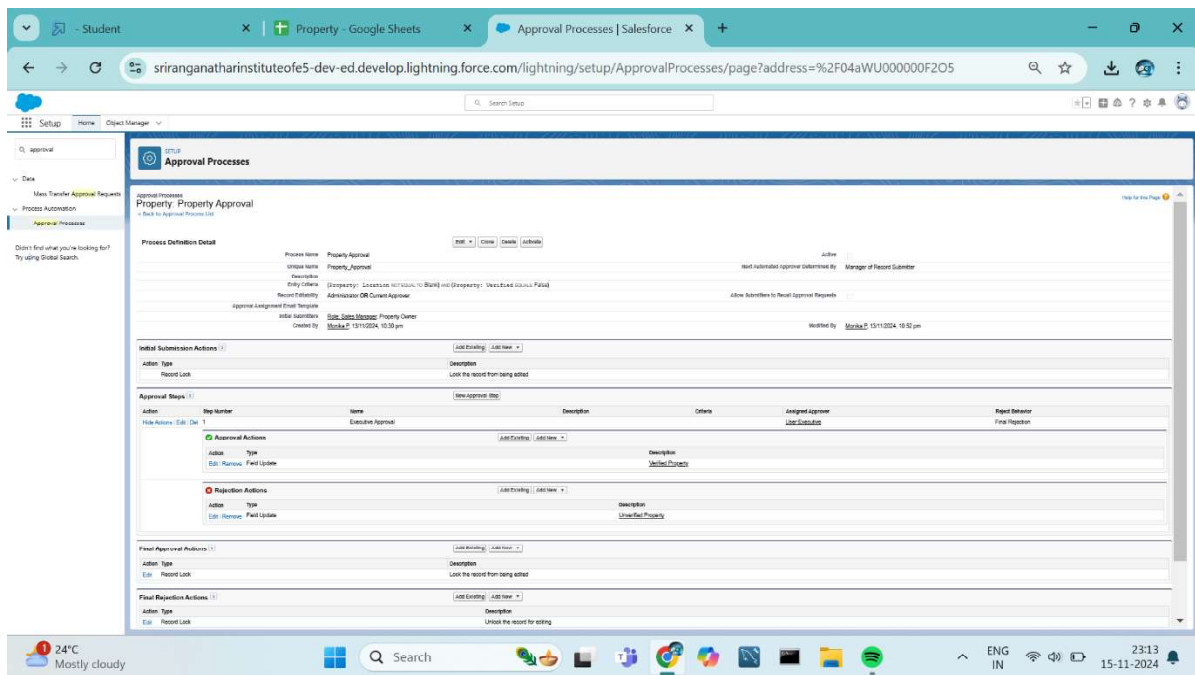 - Student
Property - Google Sheets
Approval Processes | Salesforce
sriranganatharinstituteofe5-dev-ed.develop.lightning.force.com/lightning/setup/ApprovalProcesses/page?address=%2F04aWU000000F2O5
Search Setup
Setup Home Object Manager
approval
SETUP
Approval Processes
Data
Mass Transfer Approval Requests
Process Automation
Approval Processes
Didn't find what you're looking for?
Try using Global Search.
Approval Processes
Property: Property Approval
« Back to Approval Process List
Help for this Page
Process Definition Detail Edit Clone Delete Activate
Process Name Property Approval Active
Unique Name Property_Approval Next Automated Approver Determined By Manager of Record Submitter
Description
Entry Criteria (Property: Location NOT EQUAL TO Blank) AND (Property: Verified EQUALS False)
Record Editability Administrator OR Current Approver Allow Submitters to Recall Approval Requests
Approval Assignment Email Template
Initial Submitters Role: Sales Manager, Property Owner
Created By Monika P, 13/11/2024, 10:30 pm Modified By Monika P, 13/11/2024, 10:52 pm
Initial Submission Actions Add Existing Add New
Action Type Description
Record Lock Lock the record from being edited
Approval Steps New Approval Step
Action Step Number Name Description Criteria Assigned Approver Reject Behavior
Hide Actions | Edit | Del 1 Executive Approval User:Executive Final Rejection
Approval Actions Add Existing Add New
Action Type Description
Edit | Remove Field Update Verified Property
Rejection Actions Add Existing Add New
Action Type Description
Edit | Remove Field Update Unverified Property
Final Approval Actions Add Existing Add New
Action Type Description
Edit Record Lock Lock the record from being edited
Final Rejection Actions Add Existing Add New
Action Type Description
Edit Record Lock Unlock the record for editing
1
24°C
Mostly cloudy
Search
ENG
IN
23:13
15-11-2024